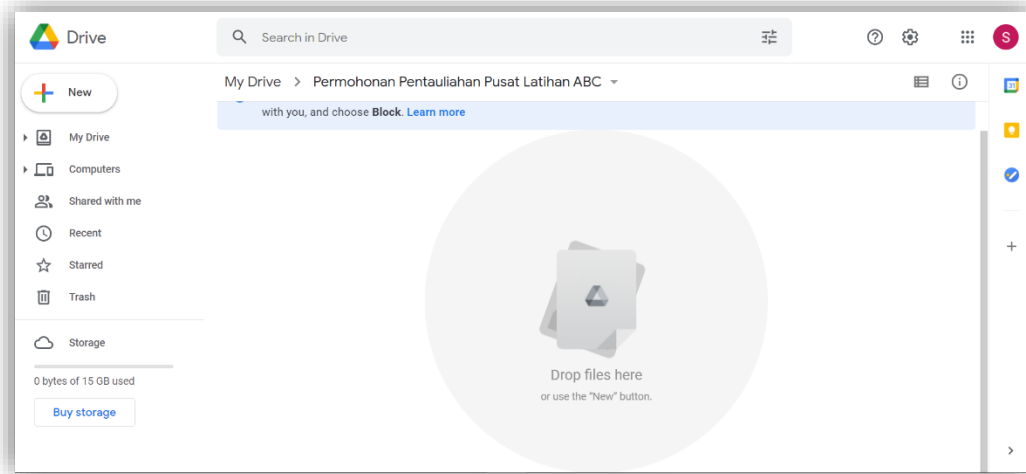 Drive
Search in Drive
S
New
My Drive > Permohonan Pentauliahan Pusat Latihan ABC
with you, and choose Block. Learn more
31
My Drive
Computers
Shared with me
Recent
Starred
Trash
Storage
0 bytes of 15 GB used
Buy storage
Drop files here
or use the "New" button.